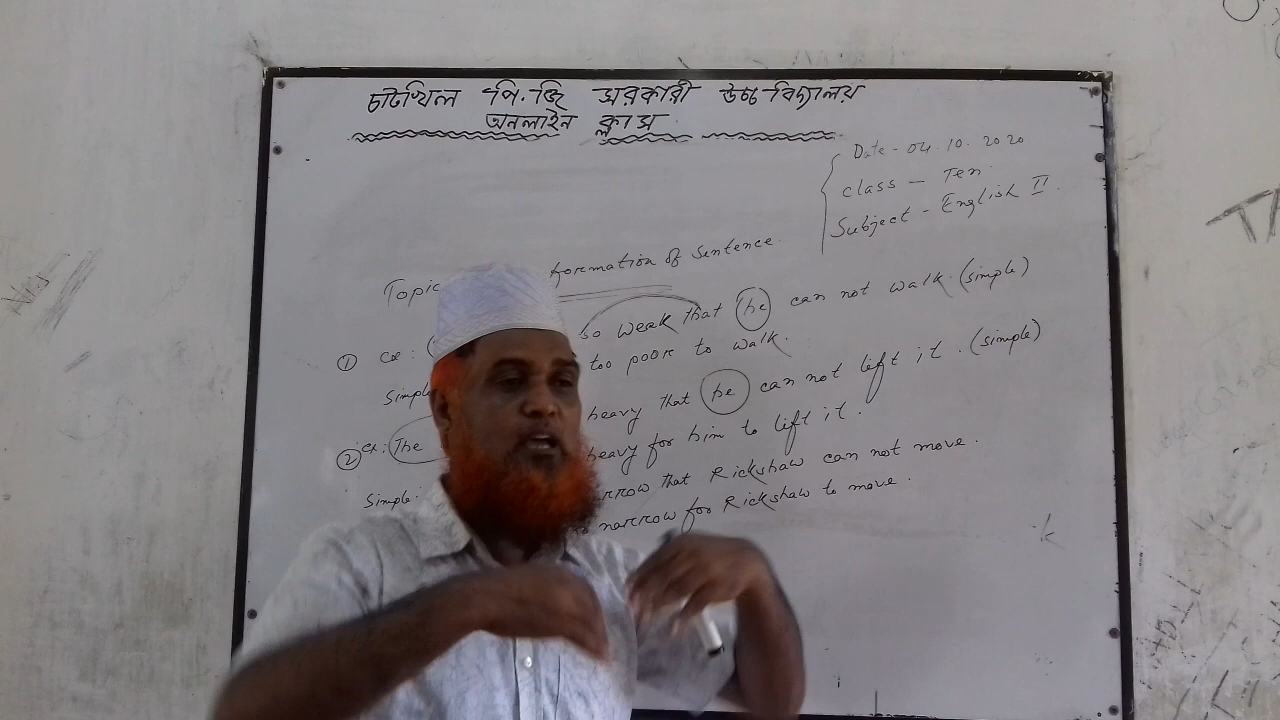 চাটখিল পি.জি সরকারী উচ্চ বিদ্যালয়
অনলাইন ক্লাস
Date - 04.10.2020
class - Ten
Subject - English II
Topic formation of Sentence.
① ex: so weak that he can not walk (simple)
Simple too poor to walk.
② ex: The heavy that he can not left it. (simple)
Simple: heavy for him to lift it.
rrow that Rickshaw can not move.
narrow for Rickshaw to move.